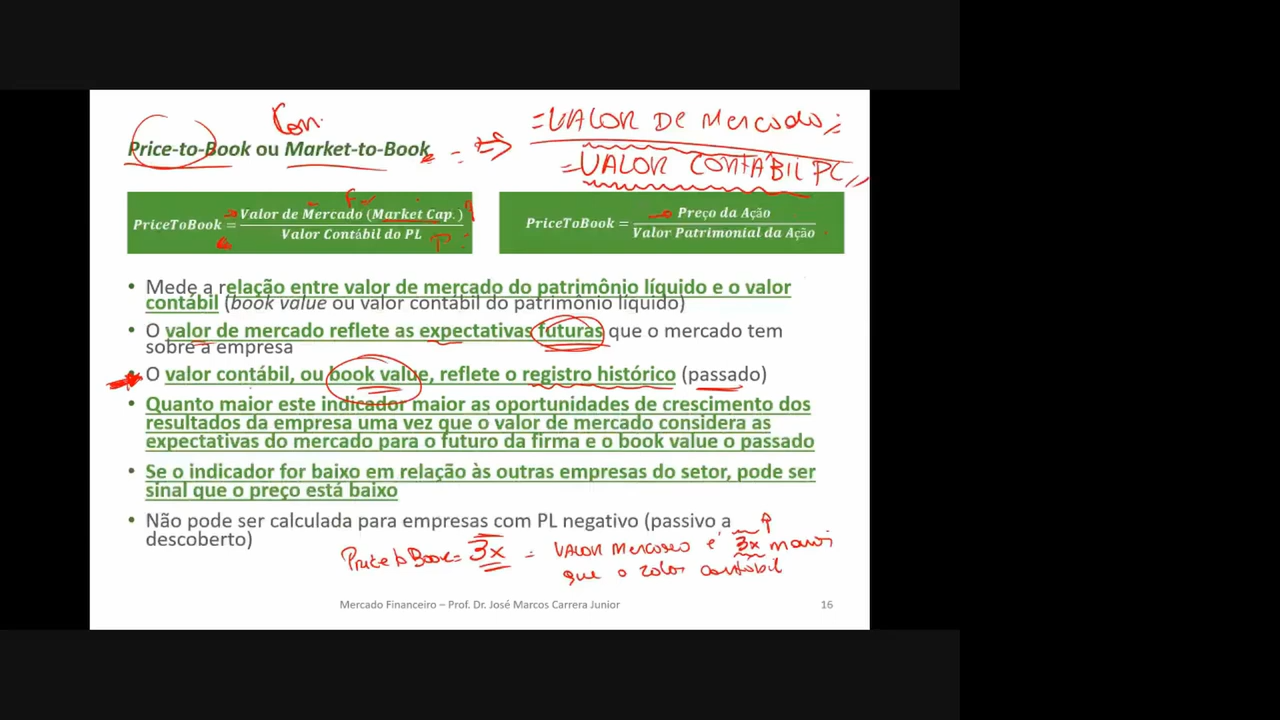 Con.
Price-to-Book ou Market-to-Book
= VALOR DE MERCADO
= VALOR CONTÁBIL PL
PriceToBook = Valor de Mercado (Market Cap.) / Valor Contábil do PL
PriceToBook = Preço da Ação / Valor Patrimonial da Ação
• Mede a relação entre valor de mercado do patrimônio líquido e o valor
contábil (book value ou valor contábil do patrimônio líquido)
• O valor de mercado reflete as expectativas futuras que o mercado tem
sobre a empresa
• O valor contábil, ou book value, reflete o registro histórico (passado)
• Quanto maior este indicador maior as oportunidades de crescimento dos
resultados da empresa uma vez que o valor de mercado considera as
expectativas do mercado para o futuro da firma e o book value o passado
• Se o indicador for baixo em relação às outras empresas do setor, pode ser
sinal que o preço está baixo
• Não pode ser calculada para empresas com PL negativo (passivo a
descoberto)
Price to Book = 3x = VALOR MERCADO é 3x maior
que o valor contábil
Mercado Financeiro – Prof. Dr. José Marcos Carrera Junior 16